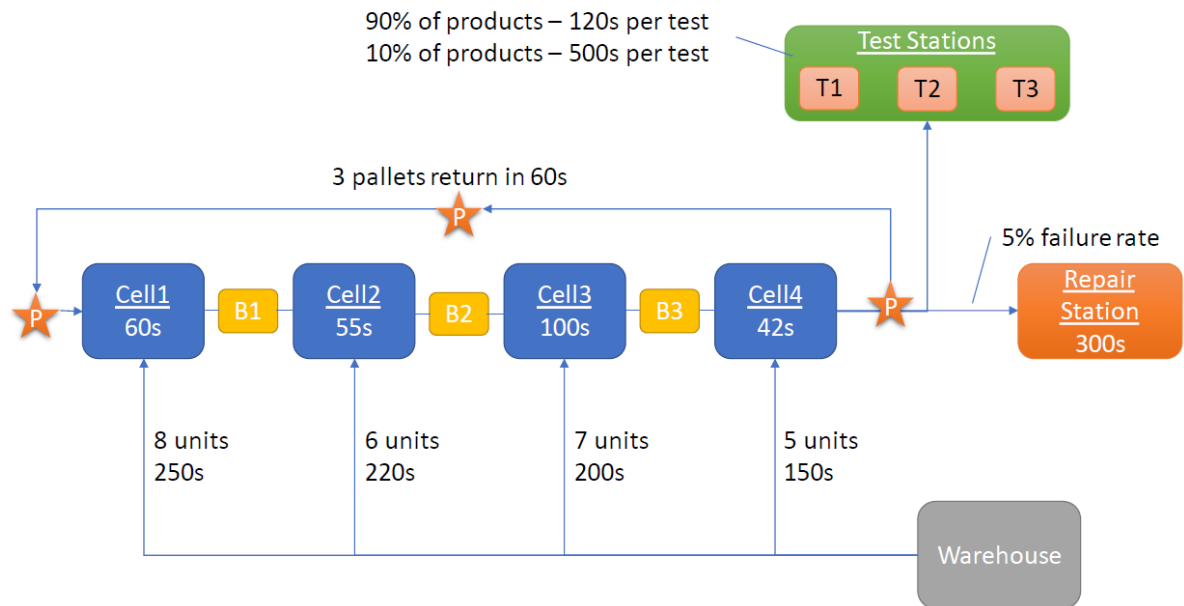 90% of products – 120s per test
10% of products – 500s per test
Test Stations
T1
T2
T3
3 pallets return in 60s
P
5% failure rate
P
Cell1
60s
B1
Cell2
55s
B2
Cell3
100s
B3
Cell4
42s
P
Repair
Station
300s
8 units
250s
6 units
220s
7 units
200s
5 units
150s
Warehouse